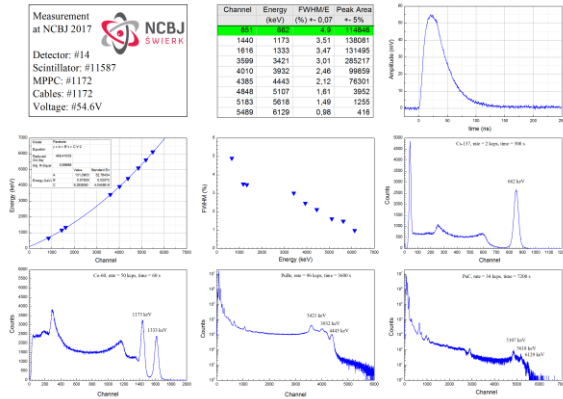 Measurement
at NCBJ 2017
NCBJ
ŚWIERK
Detector: #14
Scintillator: #11587
MPPC: #1172
Cables: #1172
Voltage: #54.6V
Channel Energy FWHM/E Peak Area
(keV) (%) +- 0,07 +- 5%
851 662 4,9 114846
1440 1173 3,51 138081
1616 1333 3,47 131495
3599 3421 3,01 285217
4010 3932 2,46 99859
4385 4443 2,12 76301
4848 5107 1,61 3952
5183 5618 1,49 1255
5489 6129 0,98 416
Amplitude (mV)
time (ns)
Energy (keV)
Channel
FWHM (%)
Energy (keV)
Cs-137, rate = 2 kcps, time = 300 s
662 keV
Counts
Channel
Co-60, rate = 50 kcps, time = 60 s
1173 keV
1333 keV
Counts
Channel
PuBe, rate = 90 kcps, time = 3600 s
3421 keV
3932 keV
4443 keV
Counts
Channel
PuC, rate = 34 kcps, time = 7200 s
5107 keV
5618 keV
6129 keV
Counts
Channel